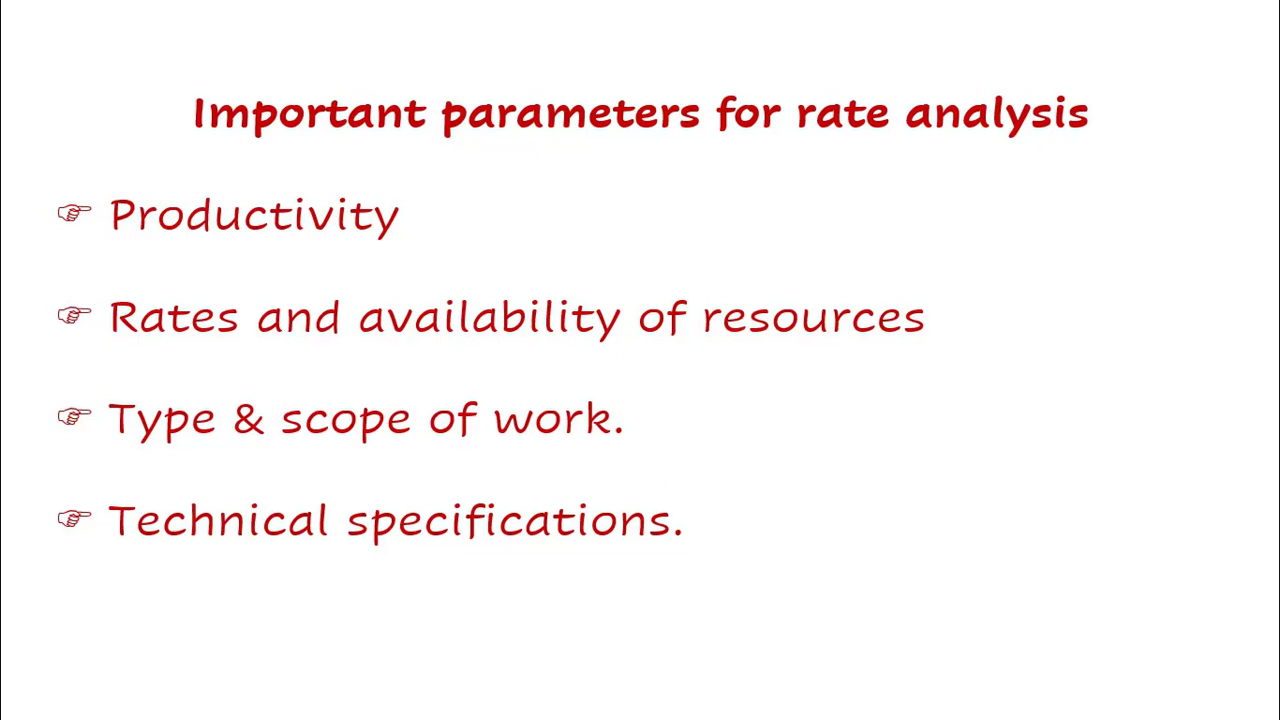 Important parameters for rate analysis
☞ Productivity
☞ Rates and availability of resources
☞ Type & scope of work.
☞ Technical specifications.